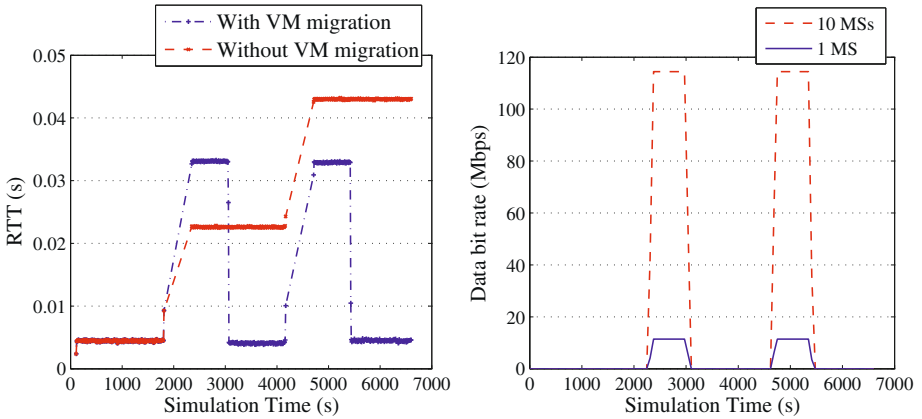 With VM migration
Without VM migration
0.05
0.04
0.03
0.02
0.01
0
RTT (s)
0 1000 2000 3000 4000 5000 6000 7000
Simulation Time (s)
10 MSs
1 MS
120
100
80
60
40
20
0
Data bit rate (Mbps)
0 1000 2000 3000 4000 5000 6000 7000
Simulation Time (s)